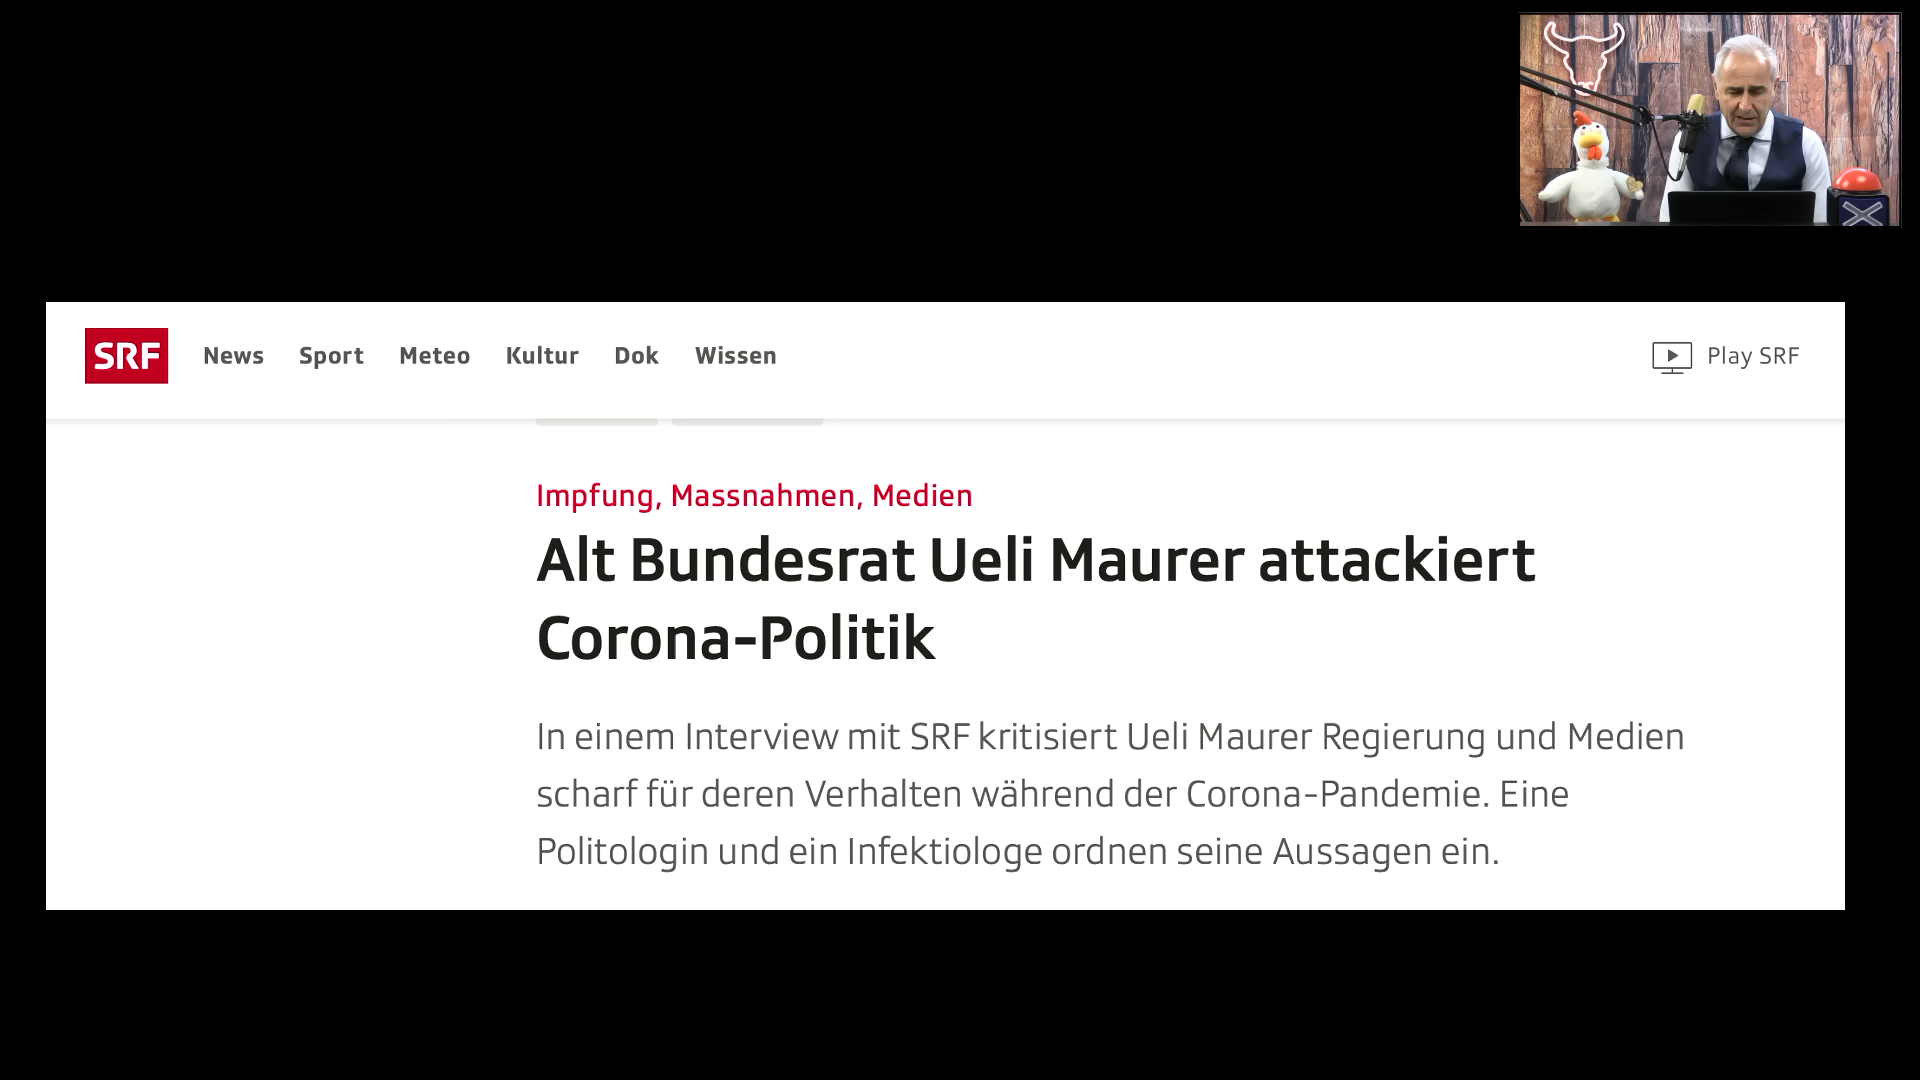 SRF News Sport Meteo Kultur Dok Wissen Play SRF
Impfung, Massnahmen, Medien
Alt Bundesrat Ueli Maurer attackiert
Corona-Politik
In einem Interview mit SRF kritisiert Ueli Maurer Regierung und Medien
scharf für deren Verhalten während der Corona-Pandemie. Eine
Politologin und ein Infektiologe ordnen seine Aussagen ein.